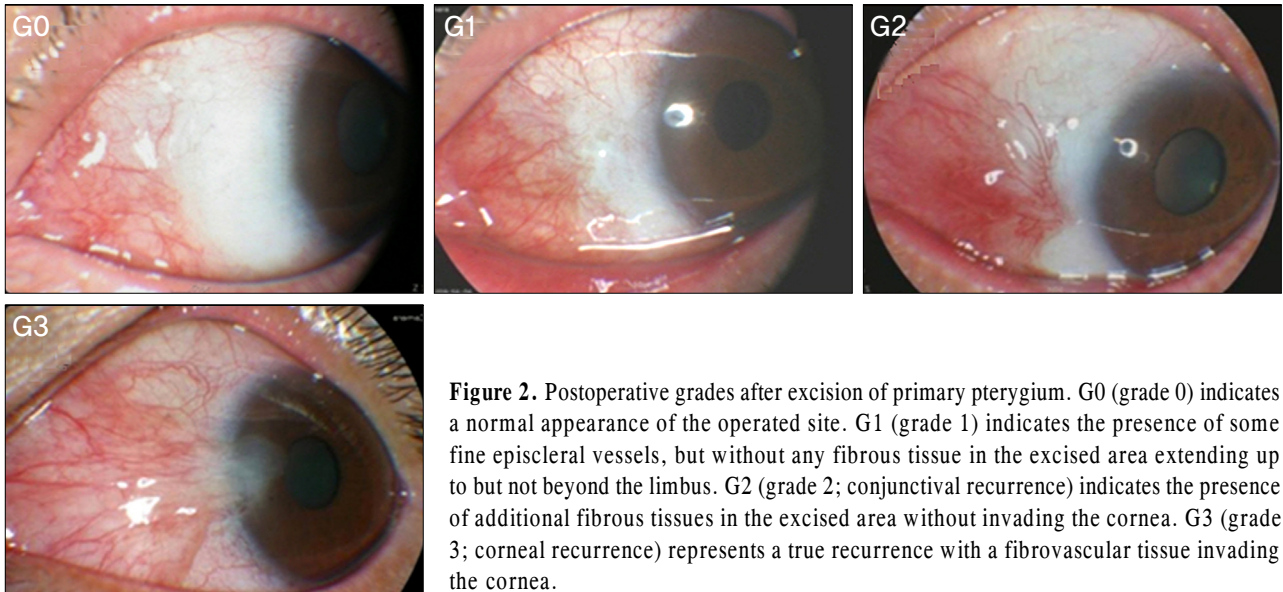 G0
G1
G2
G3
Figure 2. Postoperative grades after excision of primary pterygium. G0 (grade 0) indicates
a normal appearance of the operated site. G1 (grade 1) indicates the presence of some
fine episcleral vessels, but without any fibrous tissue in the excised area extending up
to but not beyond the limbus. G2 (grade 2; conjunctival recurrence) indicates the presence
of additional fibrous tissues in the excised area without invading the cornea. G3 (grade
3; corneal recurrence) represents a true recurrence with a fibrovascular tissue invading
the cornea.